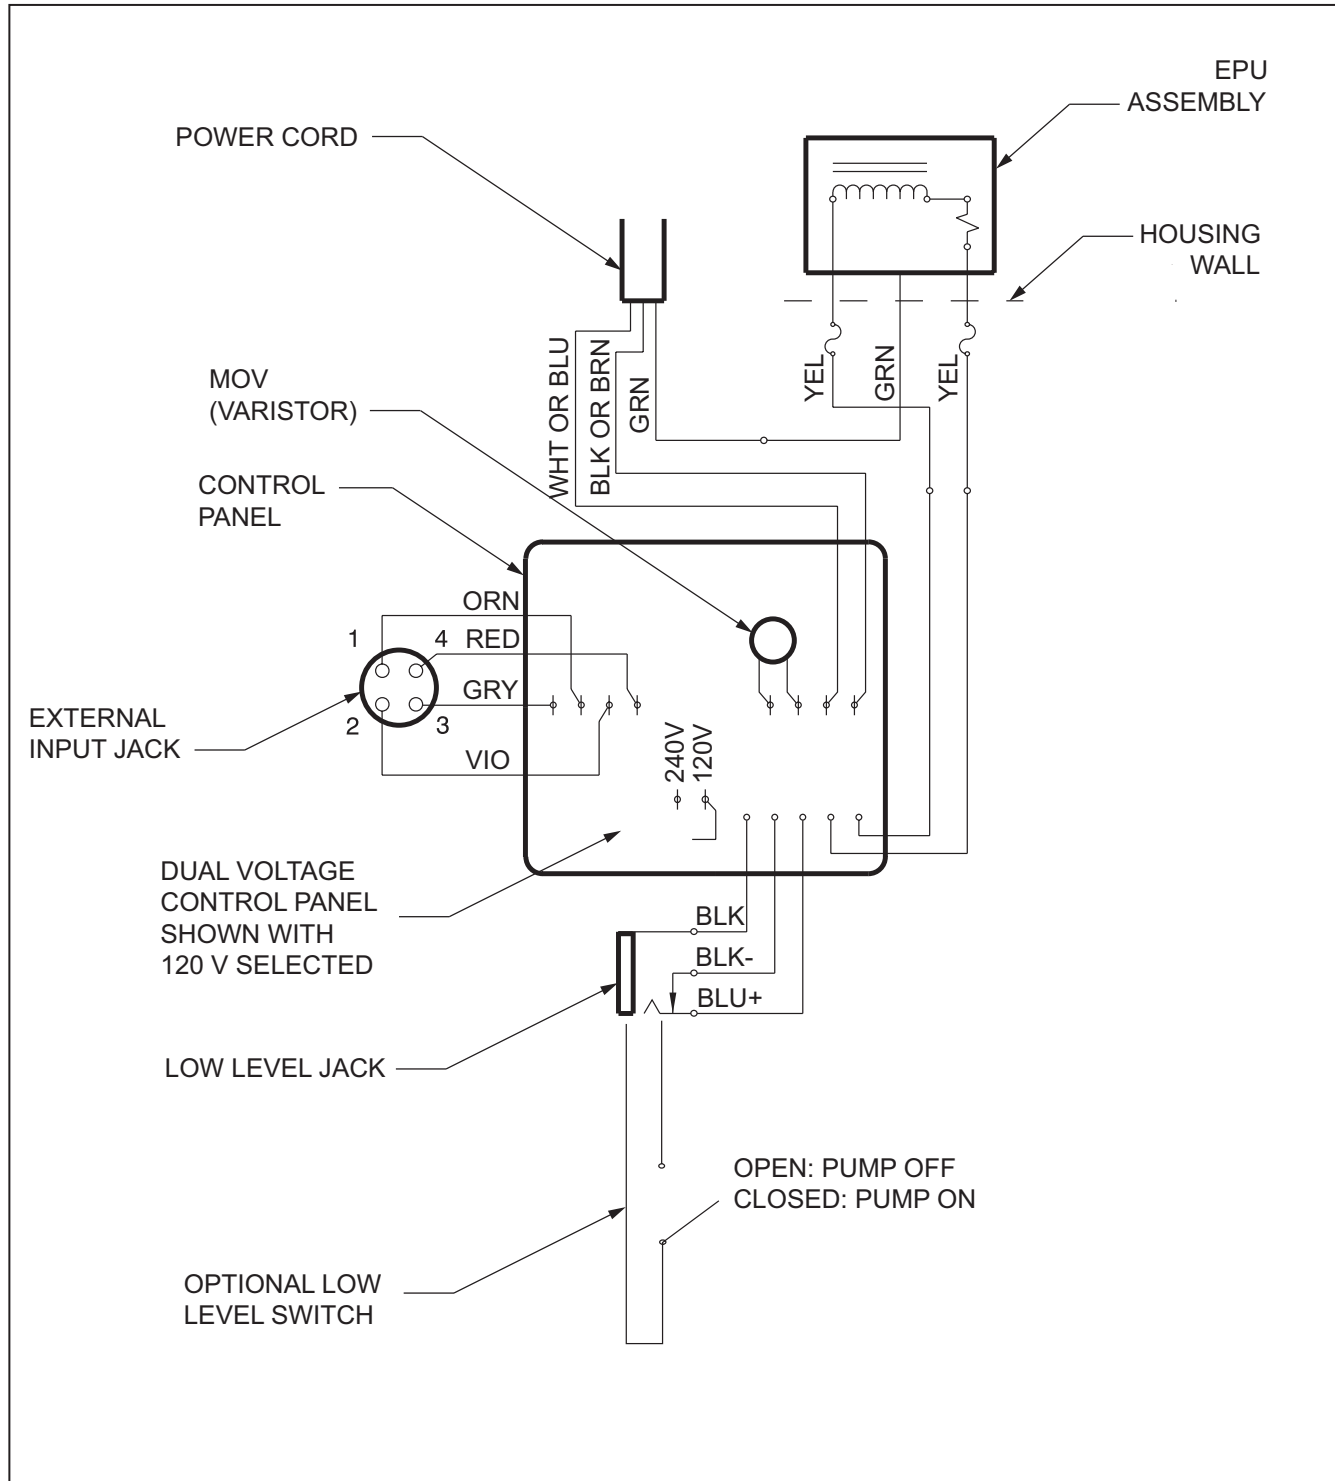 EPU
ASSEMBLY
POWER CORD
HOUSING
WALL
WHT OR BLU
BLK OR BRN
GRN
YEL
GRN
YEL
MOV
(VARISTOR)
CONTROL
PANEL
ORN
1
4
RED
GRY
EXTERNAL
INPUT JACK
2
3
VIO
240V
120V
DUAL VOLTAGE
CONTROL PANEL
SHOWN WITH
120 V SELECTED
BLK
BLK-
BLU+
LOW LEVEL JACK
OPEN: PUMP OFF
CLOSED: PUMP ON
OPTIONAL LOW
LEVEL SWITCH